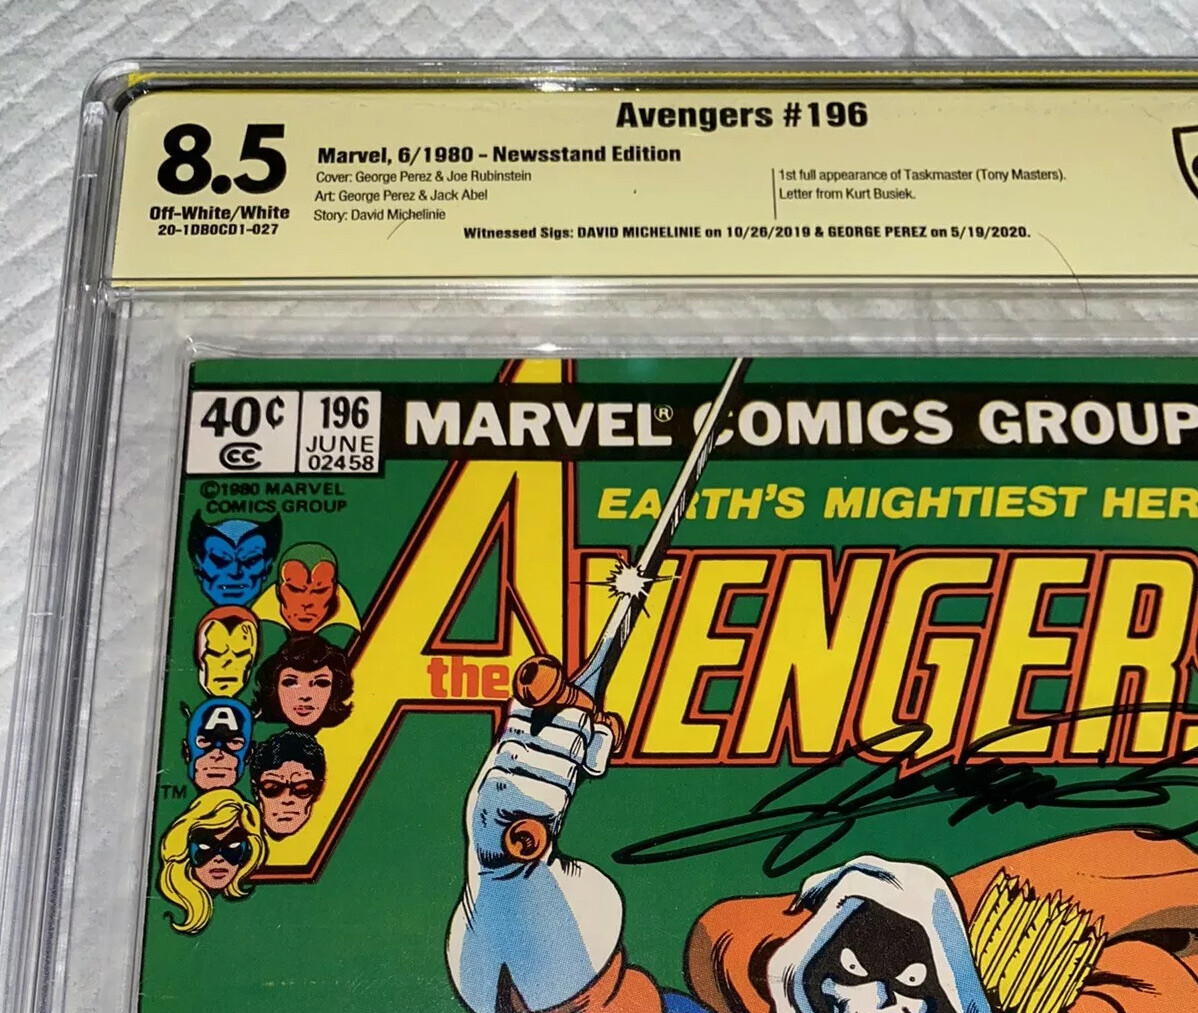 Avengers #196
8.5
Off-White/White
20-1DB0CD1-027
Marvel, 6/1980 - Newsstand Edition
Cover: George Perez & Joe Rubinstein
Art: George Perez & Jack Abel
Story: David Michelinie
1st full appearance of Taskmaster (Tony Masters).
Letter from Kurt Busiek.
Witnessed Sigs: DAVID MICHELINIE on 10/26/2019 & GEORGE PEREZ on 5/19/2020.
40¢
CC
196
JUNE
02458
MARVEL® COMICS GROUP
©1980 MARVEL
COMICS GROUP
EARTH'S MIGHTIEST HER
the AVENGERS
A
TM